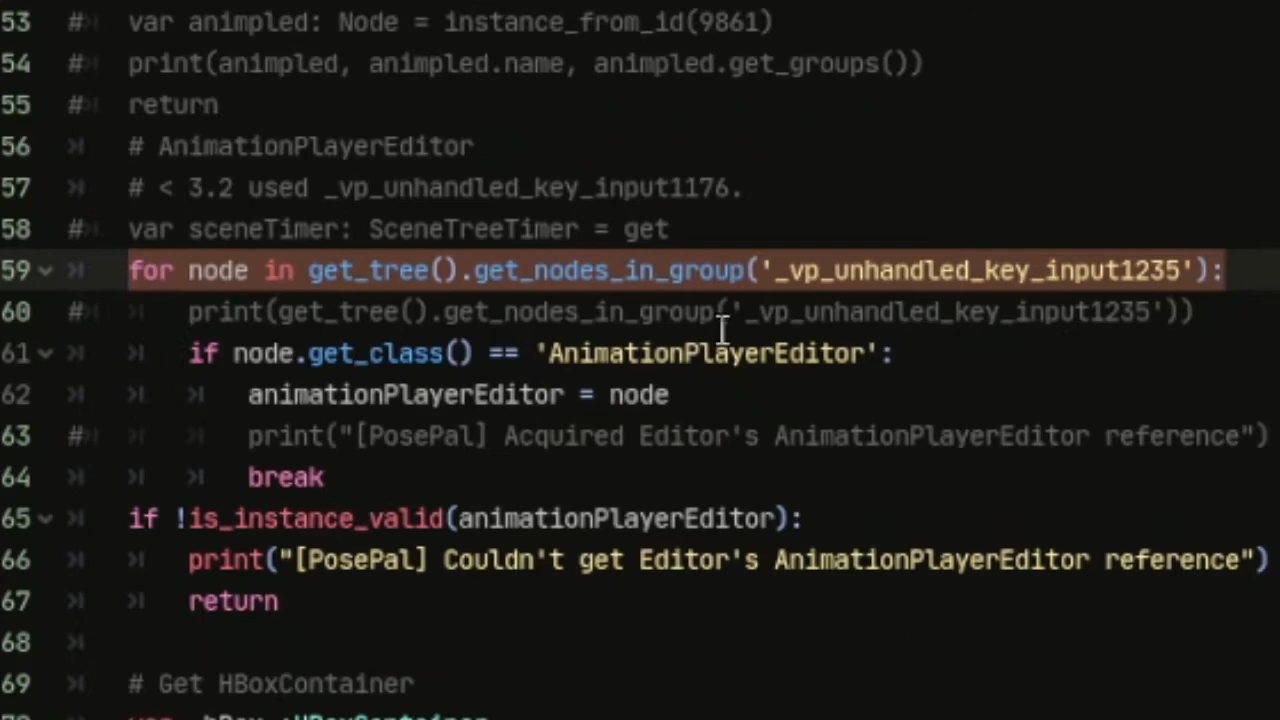 53 # var animpled: Node = instance_from_id(9861)
54 # print(animpled, animpled.name, animpled.get_groups())
55 # return
56 # AnimationPlayerEditor
57 # < 3.2 used _vp_unhandled_key_input1176.
58 # var sceneTimer: SceneTreeTimer = get
59 for node in get_tree().get_nodes_in_group('_vp_unhandled_key_input1235'):
60 # print(get_tree().get_nodes_in_group('_vp_unhandled_key_input1235'))
61 if node.get_class() == 'AnimationPlayerEditor':
62 animationPlayerEditor = node
63 # print("[PosePal] Acquired Editor's AnimationPlayerEditor reference")
64 break
65 if !is_instance_valid(animationPlayerEditor):
66 print("[PosePal] Couldn't get Editor's AnimationPlayerEditor reference")
67 return
68
69 # Get HBoxContainer